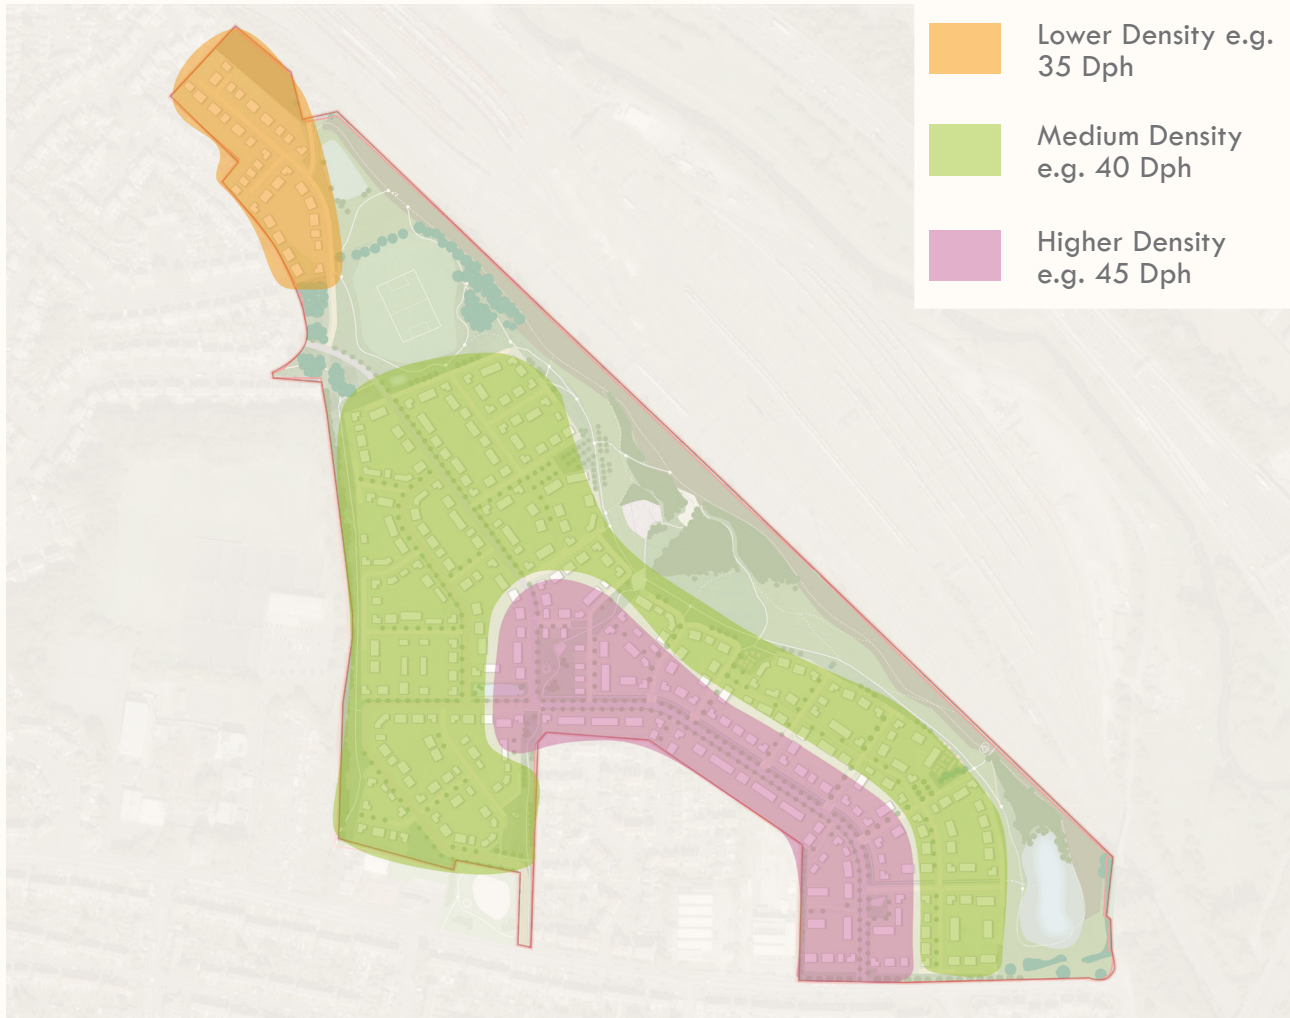 Lower Density e.g.
35 Dph
Medium Density
e.g. 40 Dph
Higher Density
e.g. 45 Dph